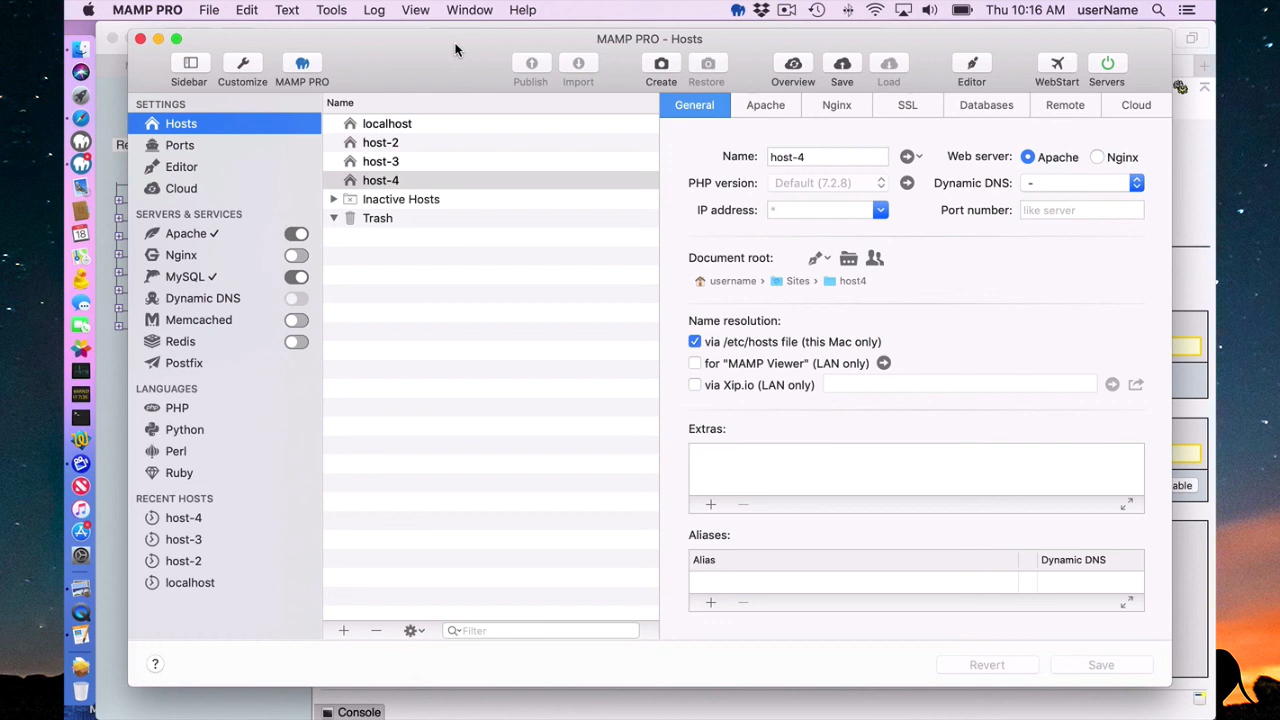 MAMP PRO File Edit Text Tools Log View Window Help Thu 10:16 AM userName
MAMP PRO - Hosts
Sidebar Customize MAMP PRO Publish Import Create Restore Overview Save Load Editor WebStart Servers
SETTINGS
Hosts
Ports
Editor
Cloud
SERVERS & SERVICES
Apache ✓
Nginx
MySQL ✓
Dynamic DNS
Memcached
Redis
Postfix
LANGUAGES
PHP
Python
Perl
Ruby
RECENT HOSTS
host-4
host-3
host-2
localhost
Name
localhost
host-2
host-3
host-4
Inactive Hosts
Trash
Filter
General Apache Nginx SSL Databases Remote Cloud
Name: host-4 Web server: Apache Nginx
PHP version: Default (7.2.8) Dynamic DNS: -
IP address: * Port number: like server
Document root:
username › Sites › host4
Name resolution:
via /etc/hosts file (this Mac only)
for "MAMP Viewer" (LAN only)
via Xip.io (LAN only)
Extras:
Aliases:
Alias Dynamic DNS
? Revert Save
Re
able
Console
18